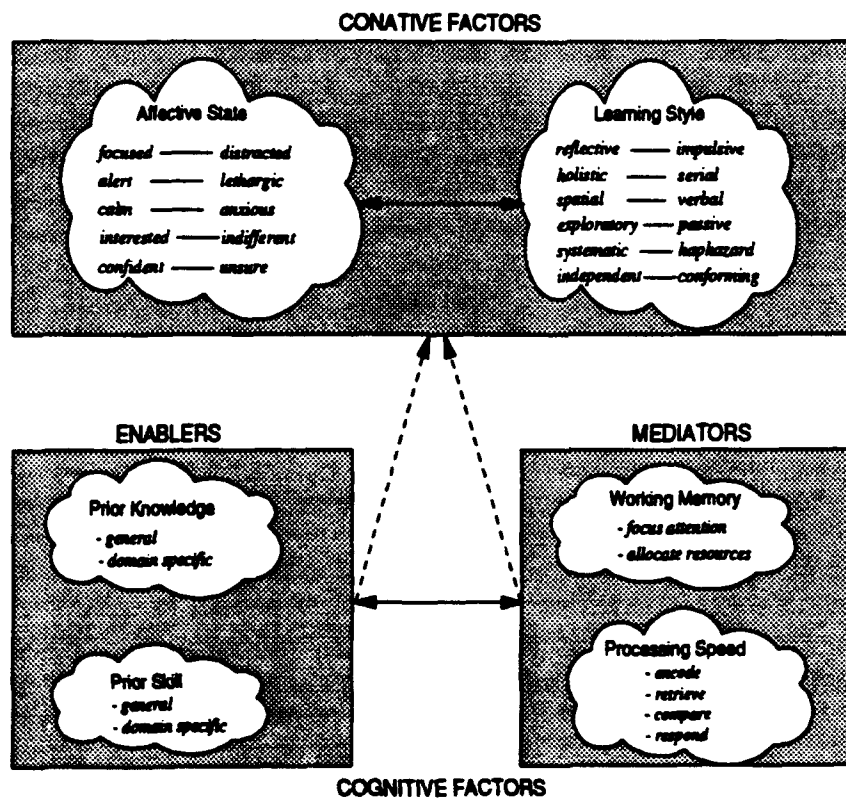 CONATIVE FACTORS
Affective State
focused — distracted
alert — lethargic
calm — anxious
interested — indifferent
confident — unsure
Learning Style
reflective — impulsive
holistic — serial
spatial — verbal
exploratory — passive
systematic — haphazard
independent — conforming
ENABLERS
Prior Knowledge
- general
- domain specific
Prior Skill
- general
- domain specific
MEDIATORS
Working Memory
- focus attention
- allocate resources
Processing Speed
- encode
- retrieve
- compare
- respond
COGNITIVE FACTORS